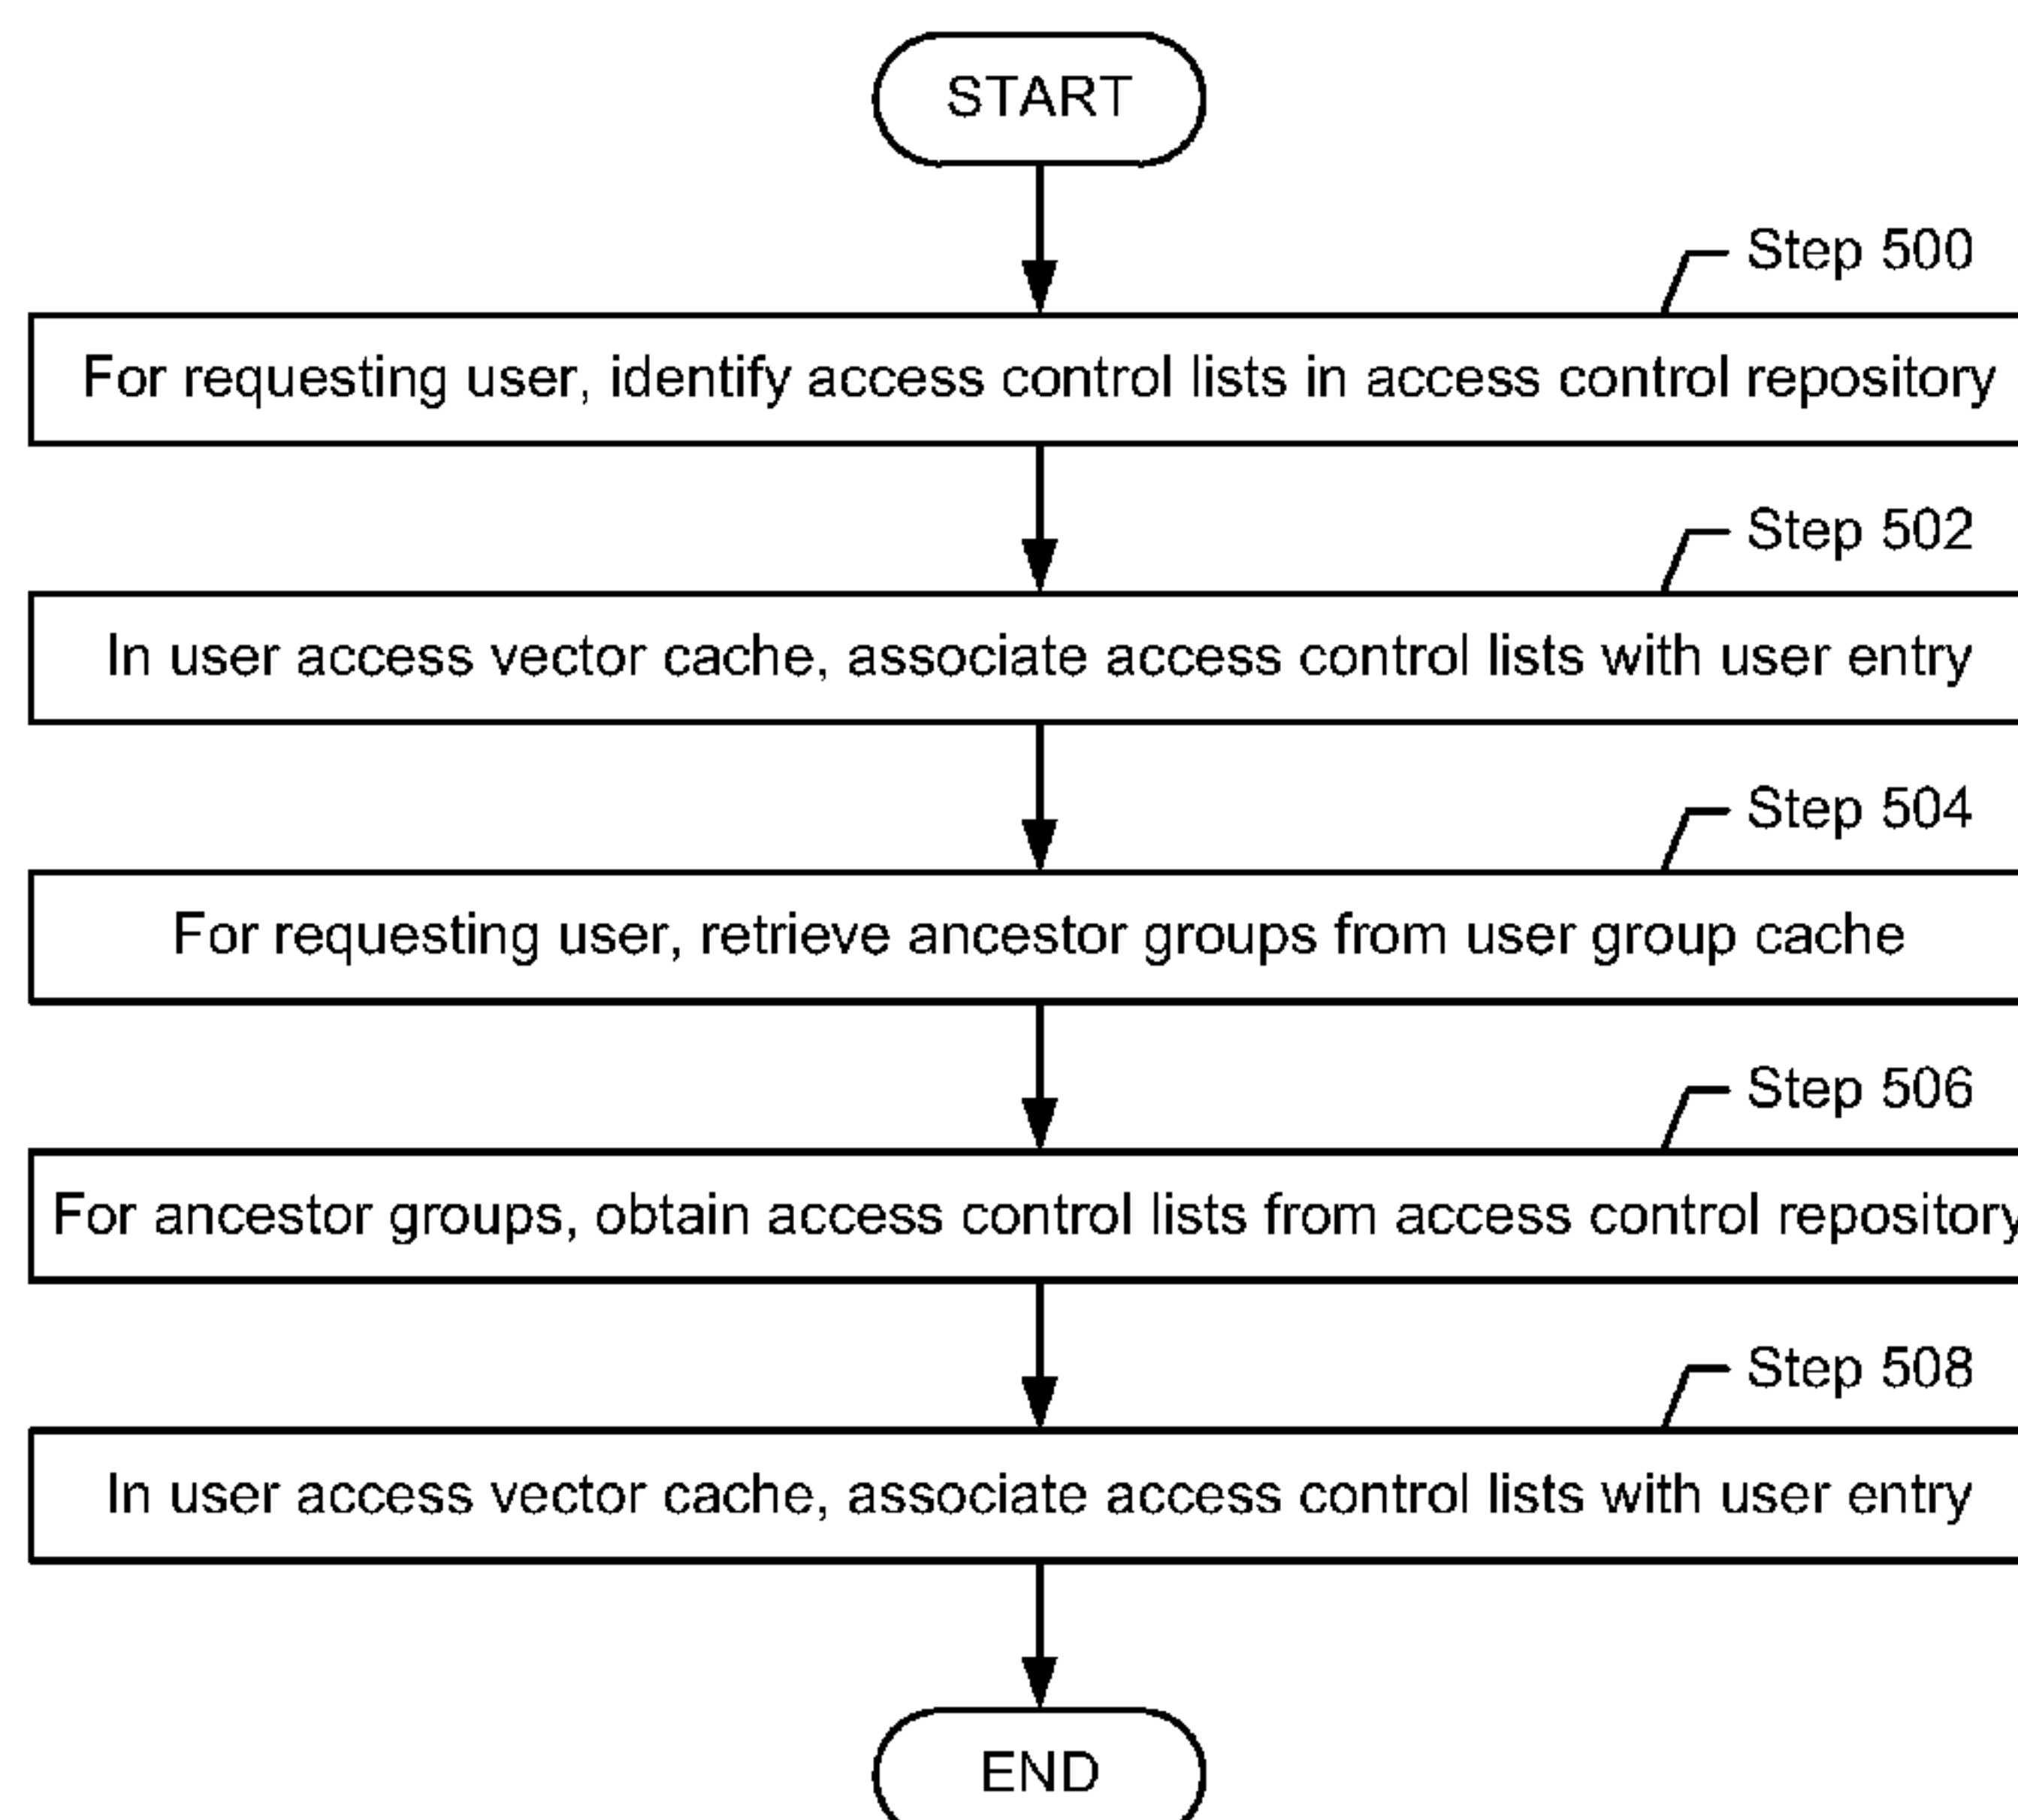 START
Step 500
For requesting user, identify access control lists in access control repository
Step 502
In user access vector cache, associate access control lists with user entry
Step 504
For requesting user, retrieve ancestor groups from user group cache
Step 506
For ancestor groups, obtain access control lists from access control repository
Step 508
In user access vector cache, associate access control lists with user entry
END